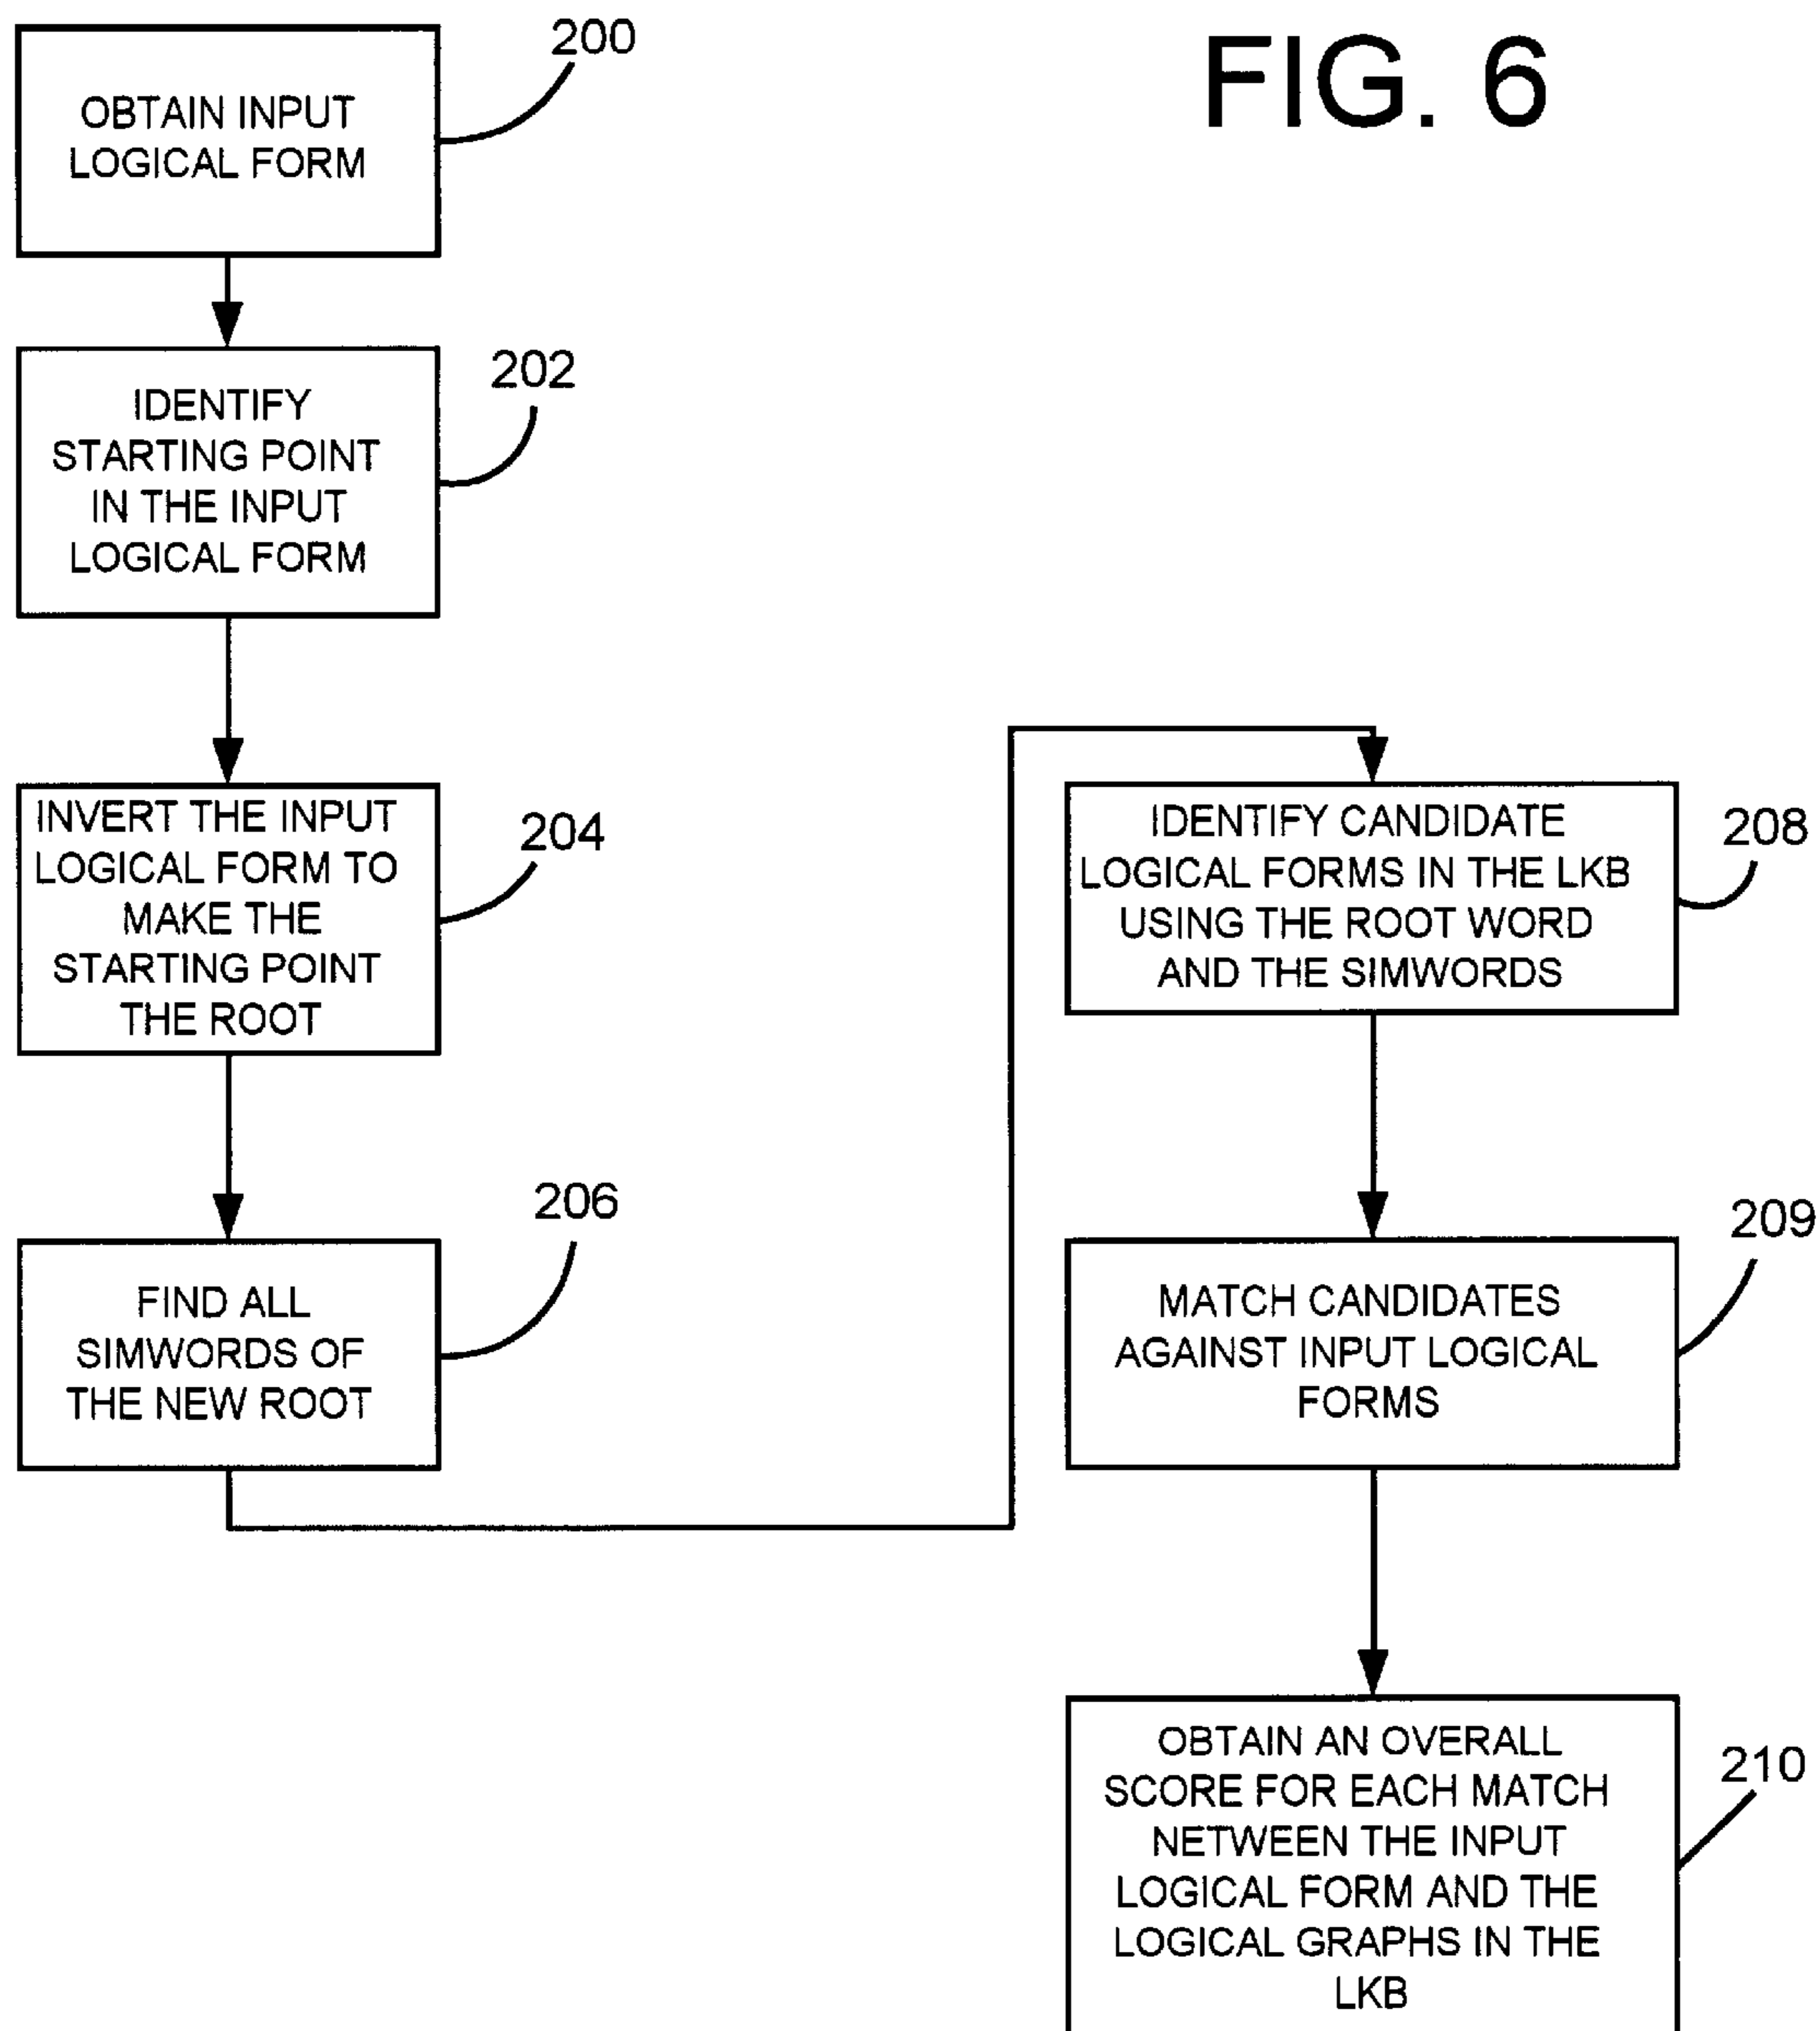 FIG. 6
200
OBTAIN INPUT
LOGICAL FORM
202
IDENTIFY
STARTING POINT
IN THE INPUT
LOGICAL FORM
204
INVERT THE INPUT
LOGICAL FORM TO
MAKE THE
STARTING POINT
THE ROOT
206
FIND ALL
SIMWORDS OF
THE NEW ROOT
208
IDENTIFY CANDIDATE
LOGICAL FORMS IN THE LKB
USING THE ROOT WORD
AND THE SIMWORDS
209
MATCH CANDIDATES
AGAINST INPUT LOGICAL
FORMS
210
OBTAIN AN OVERALL
SCORE FOR EACH MATCH
NETWEEN THE INPUT
LOGICAL FORM AND THE
LOGICAL GRAPHS IN THE
LKB